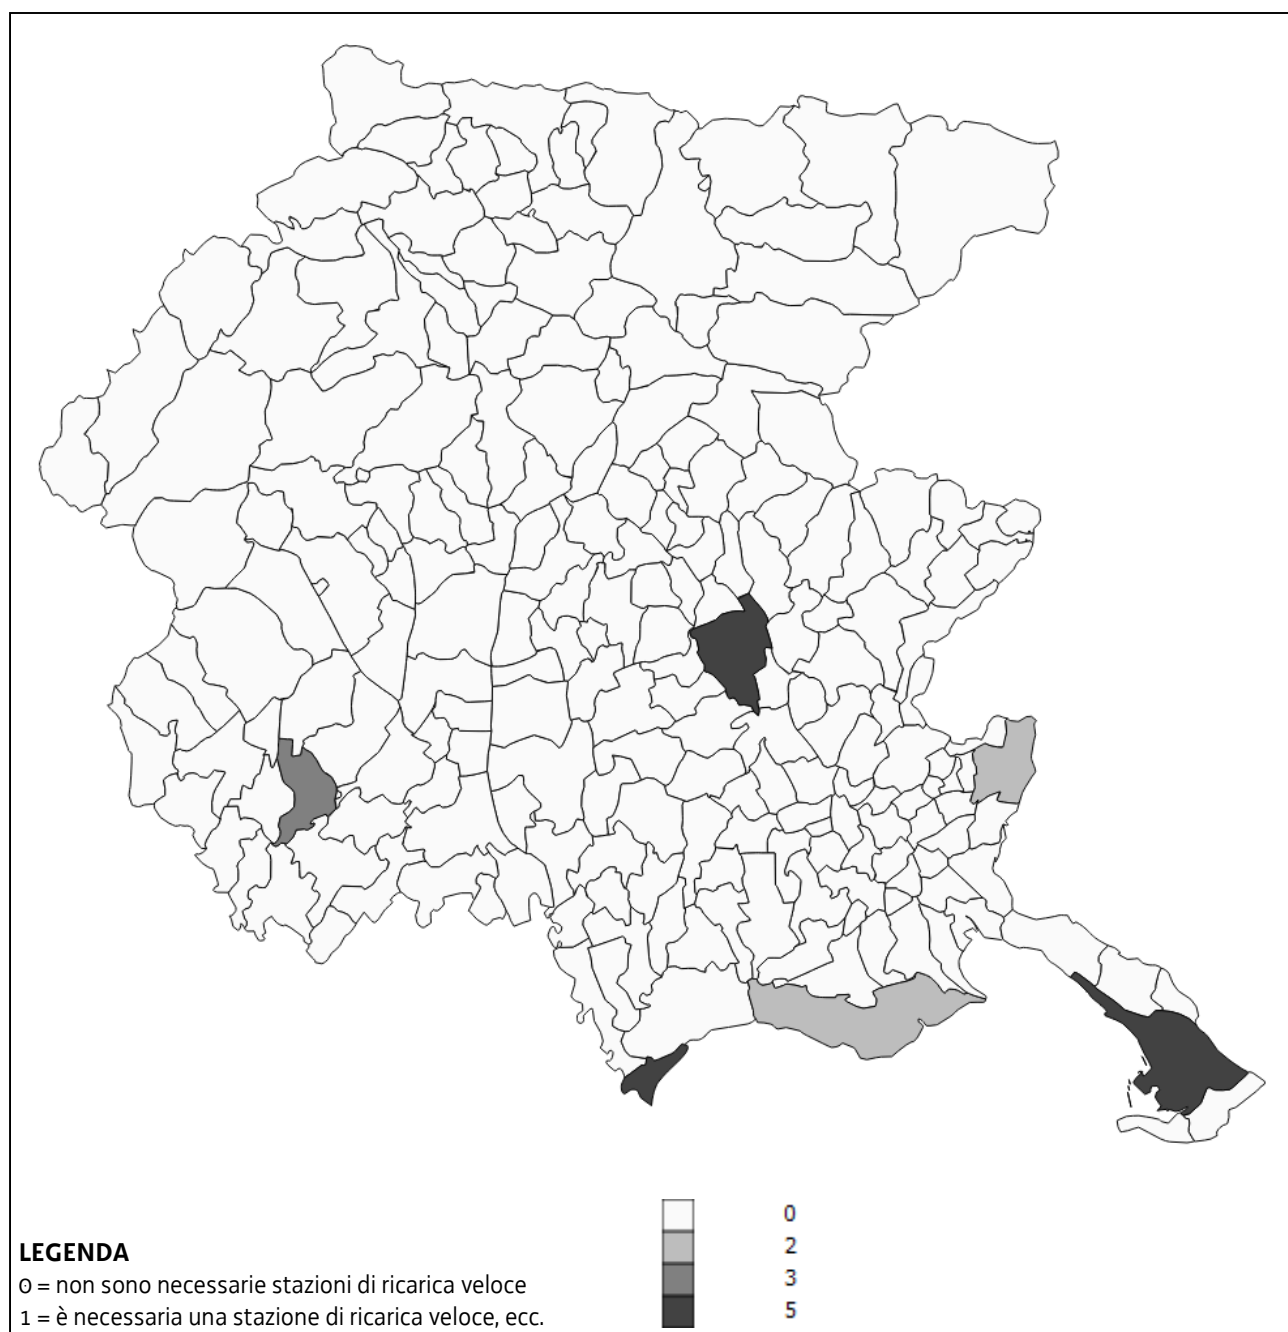 0
2
3
5
LEGENDA
0 = non sono necessarie stazioni di ricarica veloce
1 = è necessaria una stazione di ricarica veloce, ecc.